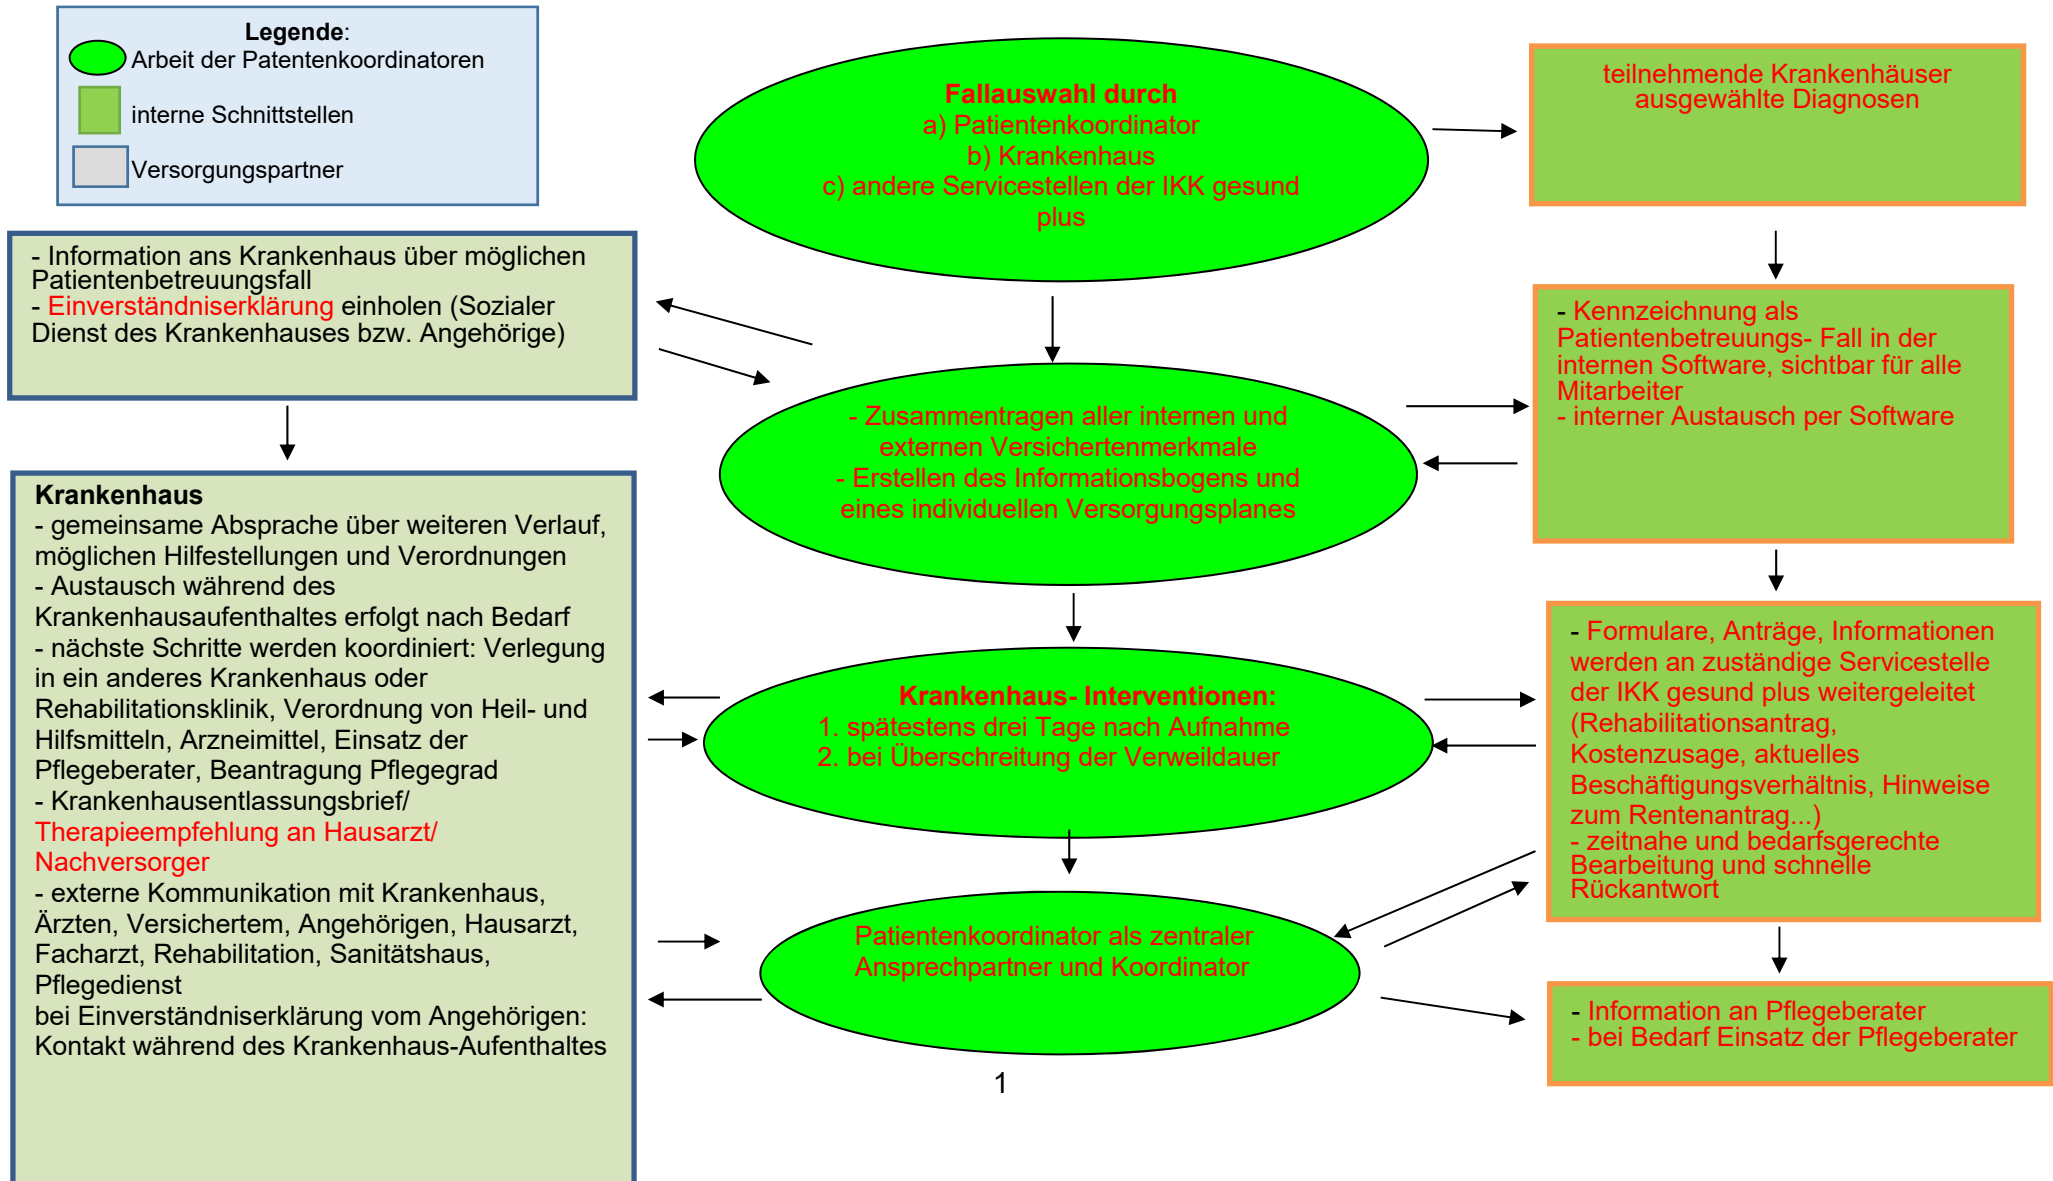 Legende:
Arbeit der Patentenkoordinatoren
interne Schnittstellen
Versorgungspartner
Fallauswahl durch
a) Patientenkoordinator
b) Krankenhaus
c) andere Servicestellen der IKK gesund
plus
teilnehmende Krankenhäuser
ausgewählte Diagnosen
- Information ans Krankenhaus über möglichen
Patientenbetreuungsfall
- Einverständniserklärung einholen (Sozialer
Dienst des Krankenhauses bzw. Angehörige)
- Kennzeichnung als
Patientenbetreuungs- Fall in der
internen Software, sichtbar für alle
Mitarbeiter
- interner Austausch per Software
- Zusammentragen aller internen und
externen Versichertenmerkmale
- Erstellen des Informationsbogens und
eines individuellen Versorgungsplanes
Krankenhaus
- gemeinsame Absprache über weiteren Verlauf,
möglichen Hilfestellungen und Verordnungen
- Austausch während des
Krankenhausaufenthaltes erfolgt nach Bedarf
- nächste Schritte werden koordiniert: Verlegung
in ein anderes Krankenhaus oder
Rehabilitationsklinik, Verordnung von Heil- und
Hilfsmitteln, Arzneimittel, Einsatz der
Pflegeberater, Beantragung Pflegegrad
- Krankenhausentlassungsbrief/
Therapieempfehlung an Hausarzt/
Nachversorger
- externe Kommunikation mit Krankenhaus,
Ärzten, Versichertem, Angehörigen, Hausarzt,
Facharzt, Rehabilitation, Sanitätshaus,
Pflegedienst
bei Einverständniserklärung vom Angehörigen:
Kontakt während des Krankenhaus-Aufenthaltes
Krankenhaus- Interventionen:
1. spätestens drei Tage nach Aufnahme
2. bei Überschreitung der Verweildauer
- Formulare, Anträge, Informationen
werden an zuständige Servicestelle
der IKK gesund plus weitergeleitet
(Rehabilitationsantrag,
Kostenzusage, aktuelles
Beschäftigungsverhältnis, Hinweise
zum Rentenantrag...)
- zeitnahe und bedarfsgerechte
Bearbeitung und schnelle
Rückantwort
Patientenkoordinator als zentraler
Ansprechpartner und Koordinator
- Information an Pflegeberater
- bei Bedarf Einsatz der Pflegeberater
1